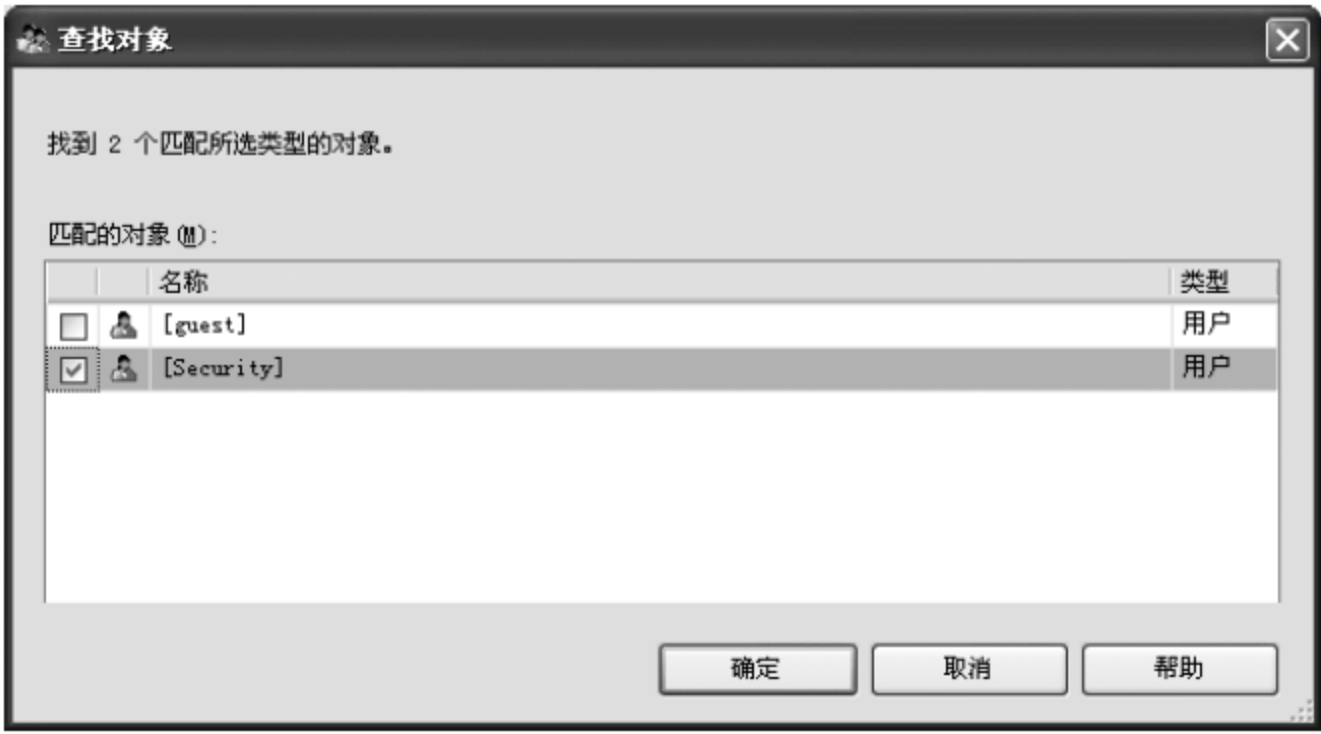 查找对象
找到 2 个匹配所选类型的对象。
匹配的对象(M):
名称 类型
[guest] 用户
[Security] 用户
确定 取消 帮助